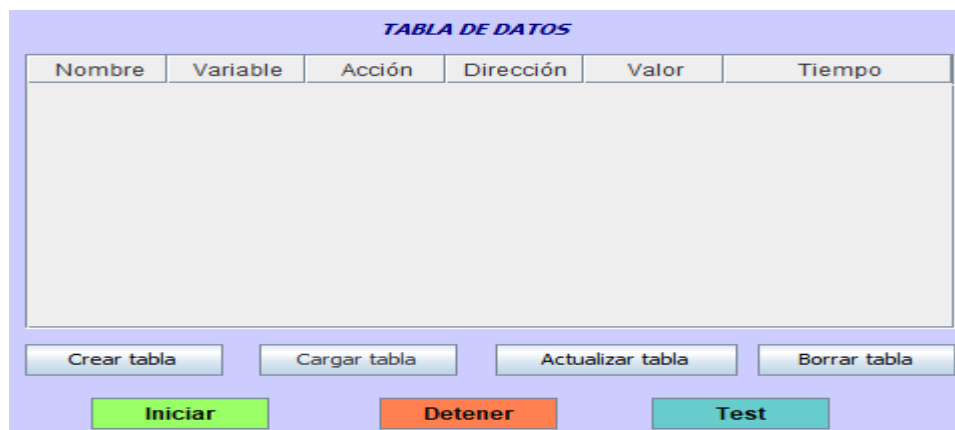 TABLA DE DATOS
Nombre Variable Acción Dirección Valor Tiempo
Crear tabla Cargar tabla Actualizar tabla Borrar tabla
Iniciar Detener Test